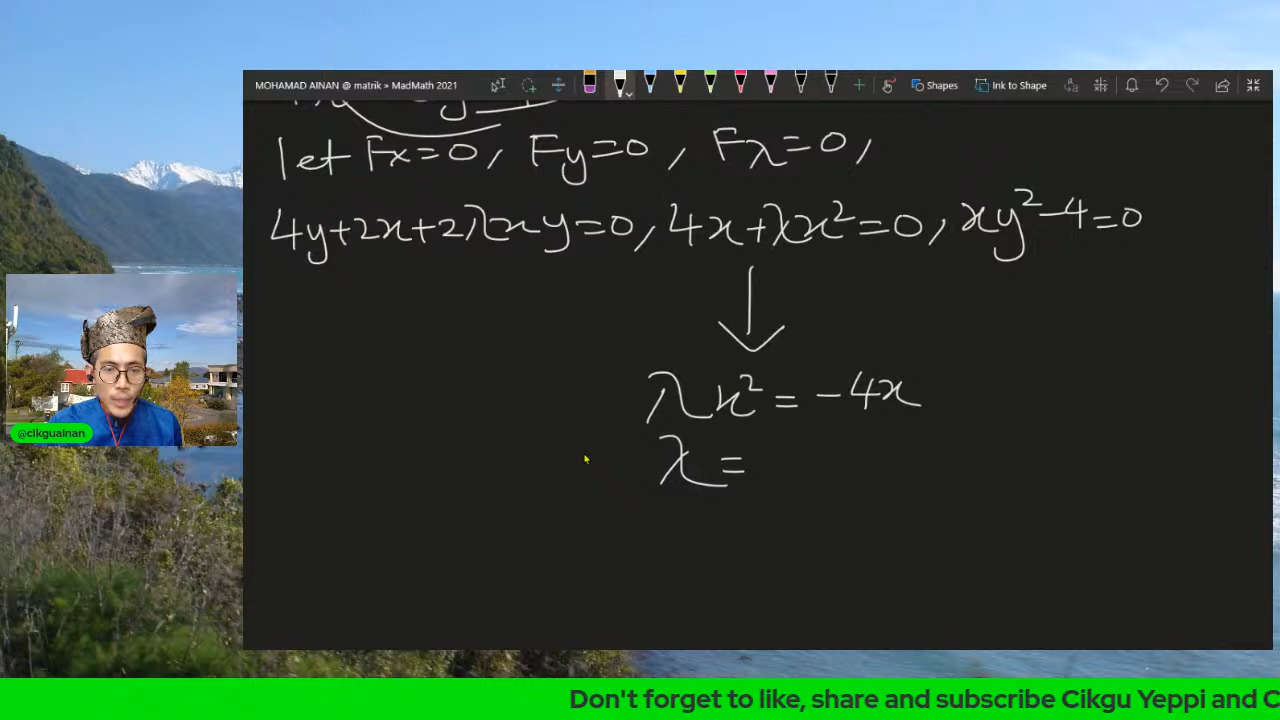 MOHAMAD AINAN @ matrik » MadMath 2021
Shapes
Ink to Shape
let Fx=0, Fy=0, Fλ=0,
4y+2x+2λxy=0, 4x+λx²=0, xy²-4=0
λx² = -4x
λ =
@cikguainan
Don't forget to like, share and subscribe Cikgu Yeppi and